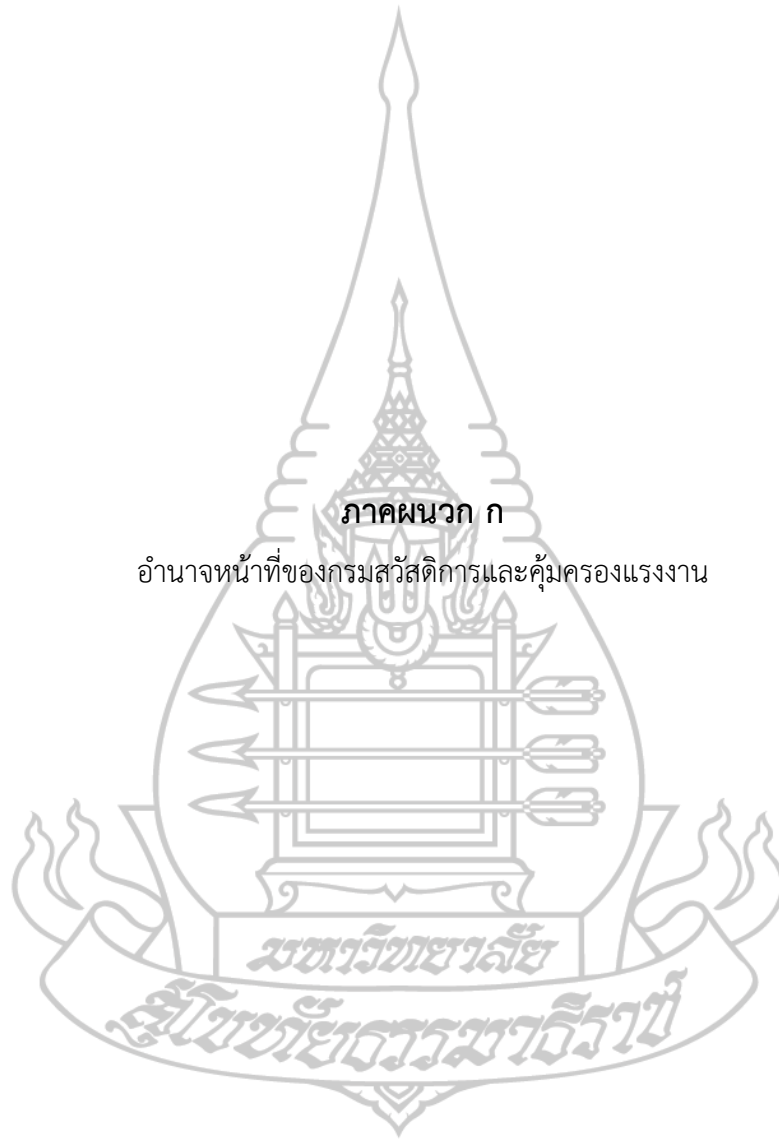 ภาคผนวก ก
อำนาจหน้าที่ของกรมสวัสดิการและคุ้มครองแรงงาน
มหาวิทยาลัย
สุโขทัยธรรมาธิราช